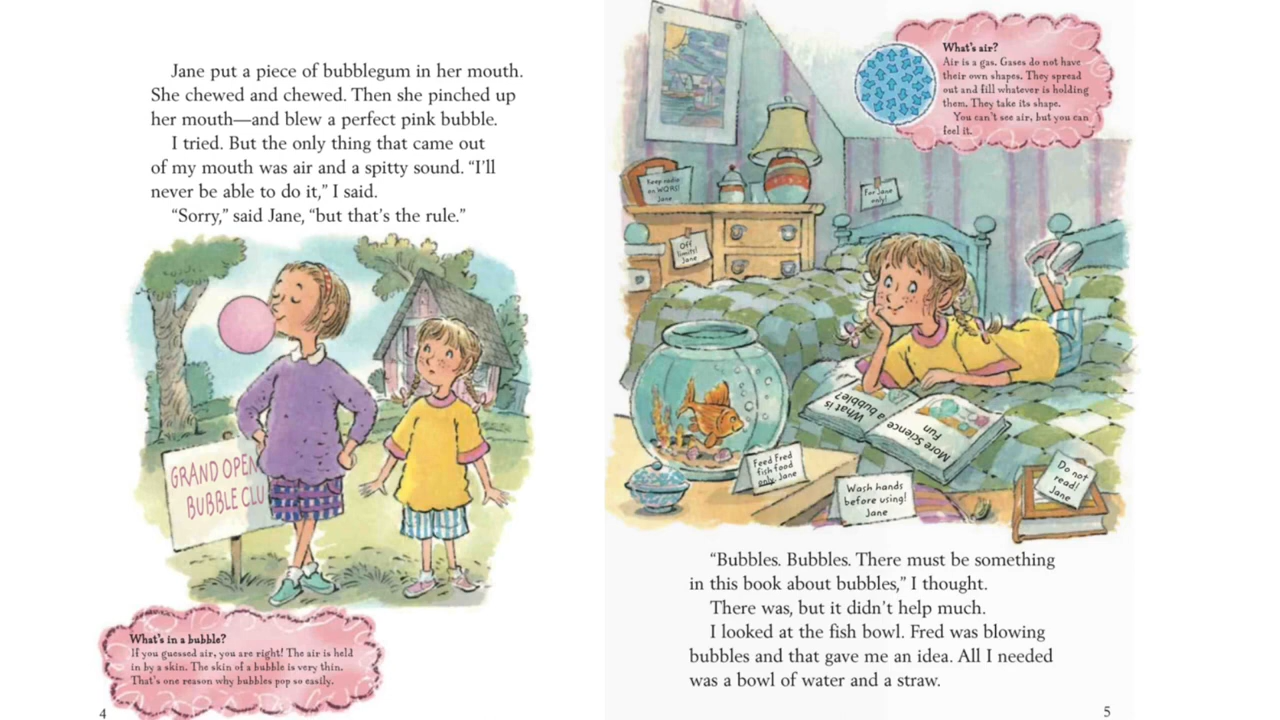 Jane put a piece of bubblegum in her mouth.
She chewed and chewed. Then she pinched up
her mouth—and blew a perfect pink bubble.
I tried. But the only thing that came out
of my mouth was air and a spitty sound. “I’ll
never be able to do it,” I said.
“Sorry,” said Jane, “but that’s the rule.”
GRAND OPEN
BUBBLE CLU
What’s in a bubble?
If you guessed air, you are right! The air is held
in by a skin. The skin of a bubble is very thin.
That’s one reason why bubbles pop so easily.
4
What’s air?
Air is a gas. Gases do not have
their own shapes. They spread
out and fill whatever is holding
them. They take its shape.
You can’t see air, but you can
feel it.
Keep radio
on WQRS!
Jane
For Jane
only!
Off
limits!
Jane
What is
a bubble?
More Science
Fun
Feed Fred
fish food
only. Jane
Wash hands
before using!
Jane
Do not
read!
Jane
“Bubbles. Bubbles. There must be something
in this book about bubbles,” I thought.
There was, but it didn’t help much.
I looked at the fish bowl. Fred was blowing
bubbles and that gave me an idea. All I needed
was a bowl of water and a straw.
5